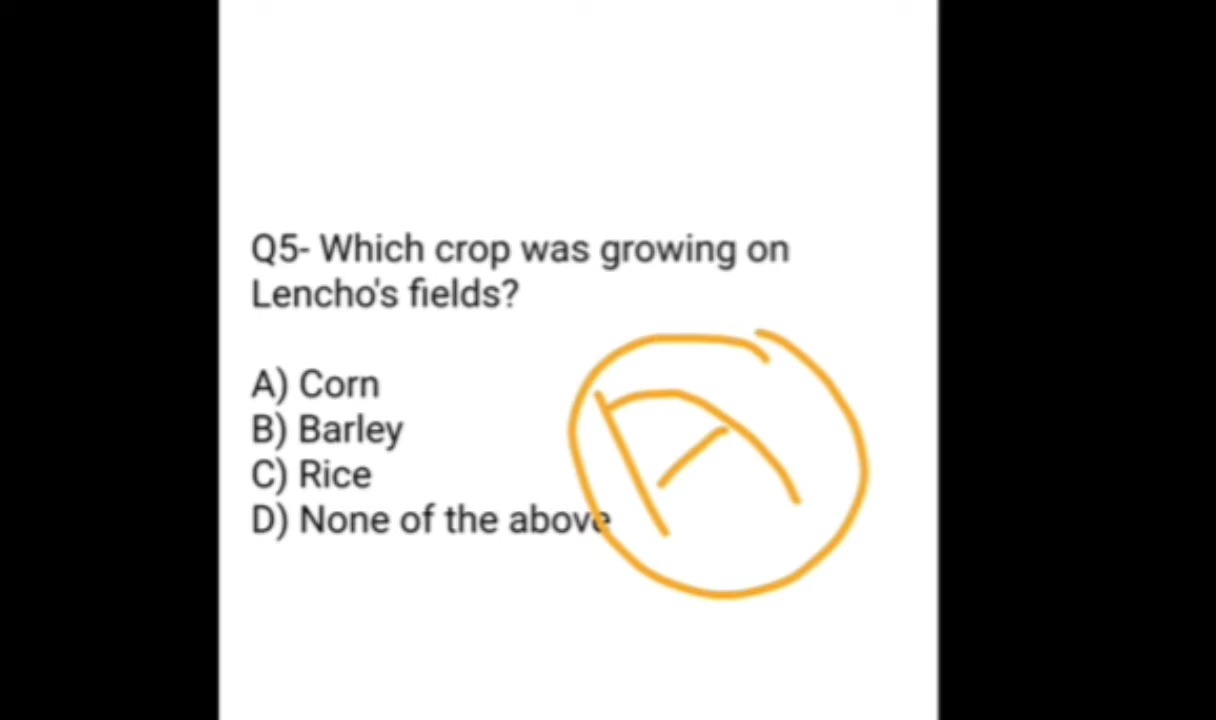 Q5- Which crop was growing on
Lencho's fields?
A) Corn
B) Barley
C) Rice
D) None of the above
A